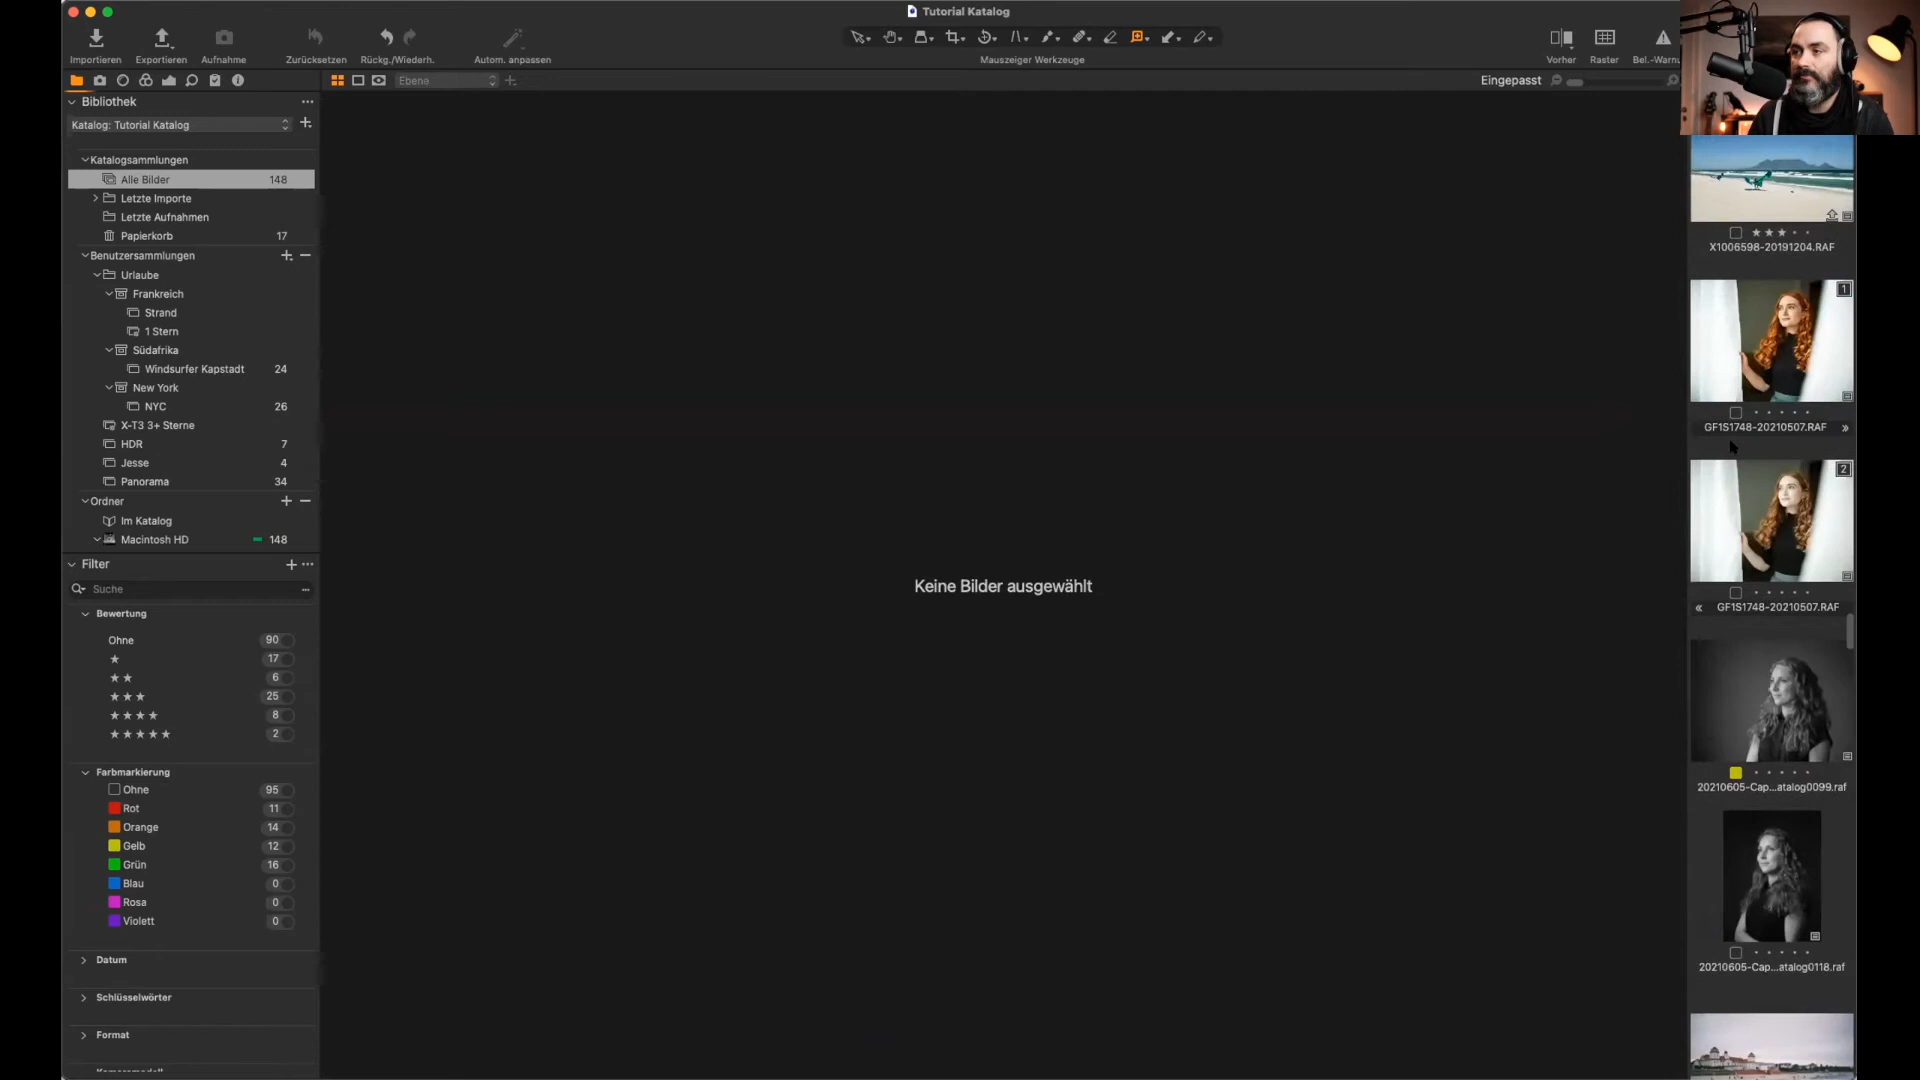 Tutorial Katalog
Importieren
Exportieren
Aufnahme
Zurücksetzen
Rückg./Wiederh.
Autom. anpassen
Mauszeiger Werkzeuge
Vorher
Raster
Bel.-Warnu
Ebene
Eingepasst
Bibliothek
Katalog: Tutorial Katalog
Katalogsammlungen
Alle Bilder 148
Letzte Importe
Letzte Aufnahmen
Papierkorb 17
Benutzersammlungen
Urlaube
Frankreich
Strand
1 Stern
Südafrika
Windsurfer Kapstadt 24
New York
NYC 26
X-T3 3+ Sterne
HDR 7
Jesse 4
Panorama 34
Ordner
Im Katalog
Macintosh HD 148
Filter
Suche
Bewertung
Ohne 90
★ 17
★★ 6
★★★ 25
★★★★ 8
★★★★★ 2
Farbmarkierung
Ohne 95
Rot 11
Orange 14
Gelb 12
Grün 16
Blau 0
Rosa 0
Violett 0
Datum
Schlüsselwörter
Format
Keine Bilder ausgewählt
X1006598-20191204.RAF
1
GF1S1748-20210507.RAF »
2
« GF1S1748-20210507.RAF
20210605-Cap...atalog0099.raf
20210605-Cap...atalog0118.raf